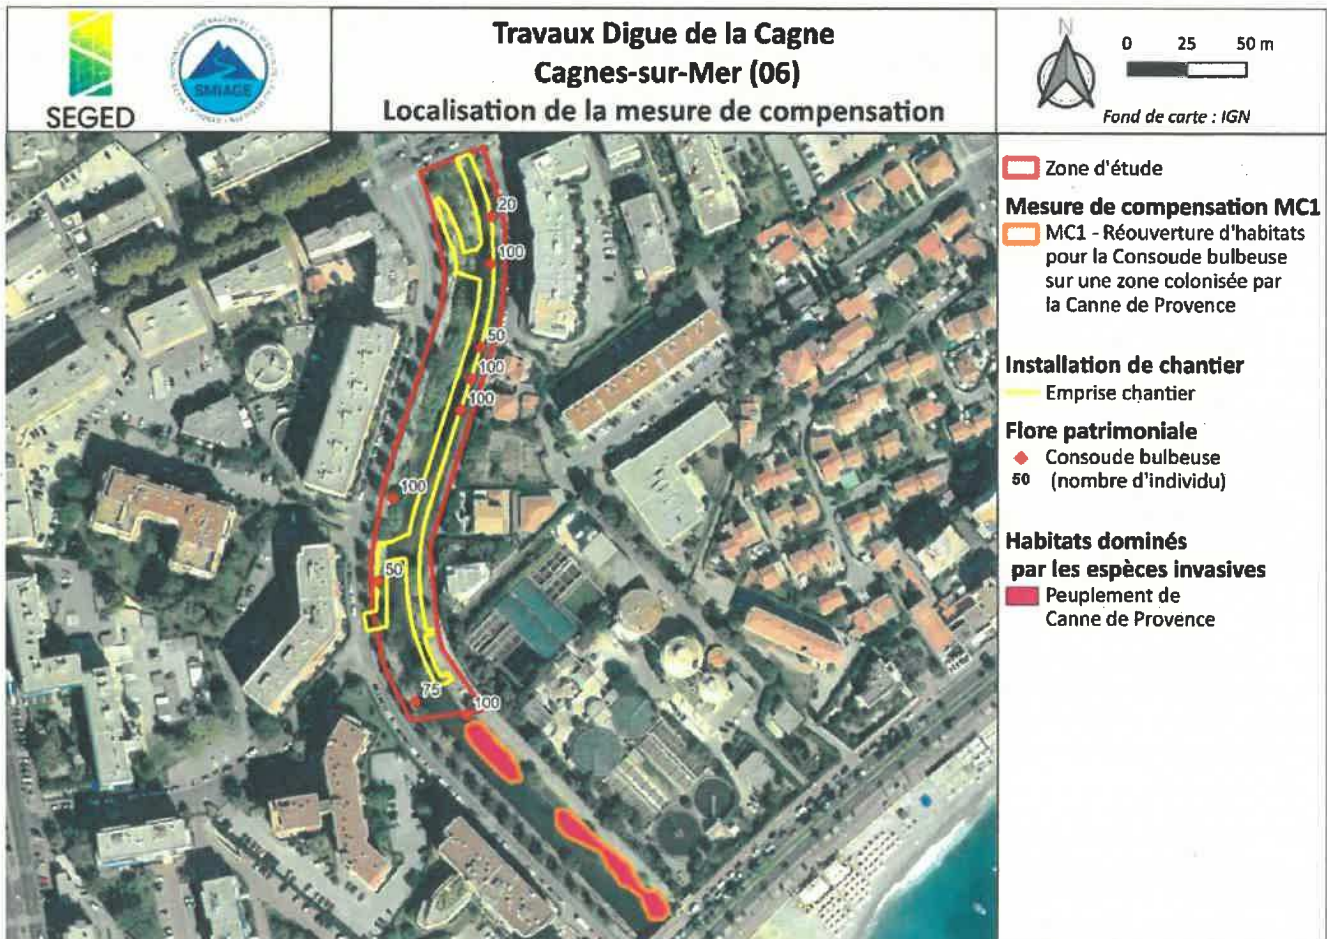 SEGED
SMIAGE
Travaux Digue de la Cagne
Cagnes-sur-Mer (06)
Localisation de la mesure de compensation
N
0 25 50 m
Fond de carte : IGN
Zone d'étude
Mesure de compensation MC1
MC1 - Réouverture d'habitats
pour la Consoude bulbeuse
sur une zone colonisée par
la Canne de Provence
Installation de chantier
Emprise chantier
Flore patrimoniale
Consoude bulbeuse
50 (nombre d'individu)
Habitats dominés
par les espèces invasives
Peuplement de
Canne de Provence
20
100
50
100
100
100
50
75
100